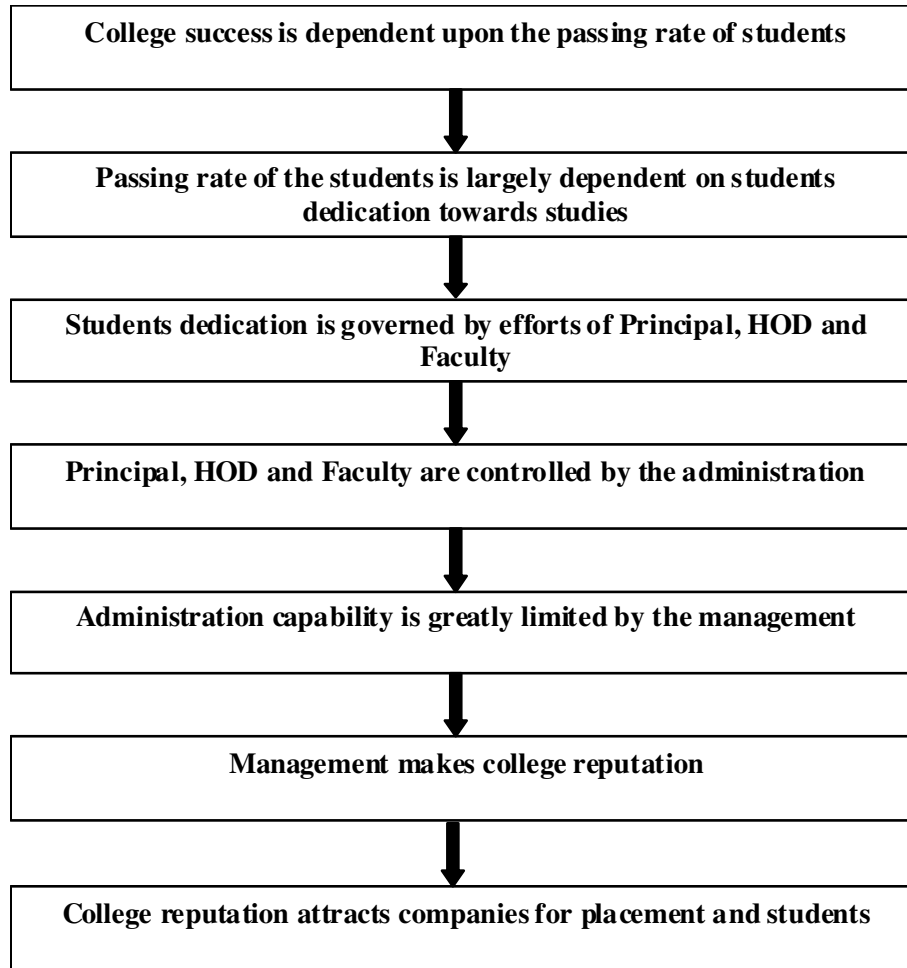 College success is dependent upon the passing rate of students
Passing rate of the students is largely dependent on students
dedication towards studies
Students dedication is governed by efforts of Principal, HOD and
Faculty
Principal, HOD and Faculty are controlled by the administration
Administration capability is greatly limited by the management
Management makes college reputation
College reputation attracts companies for placement and students